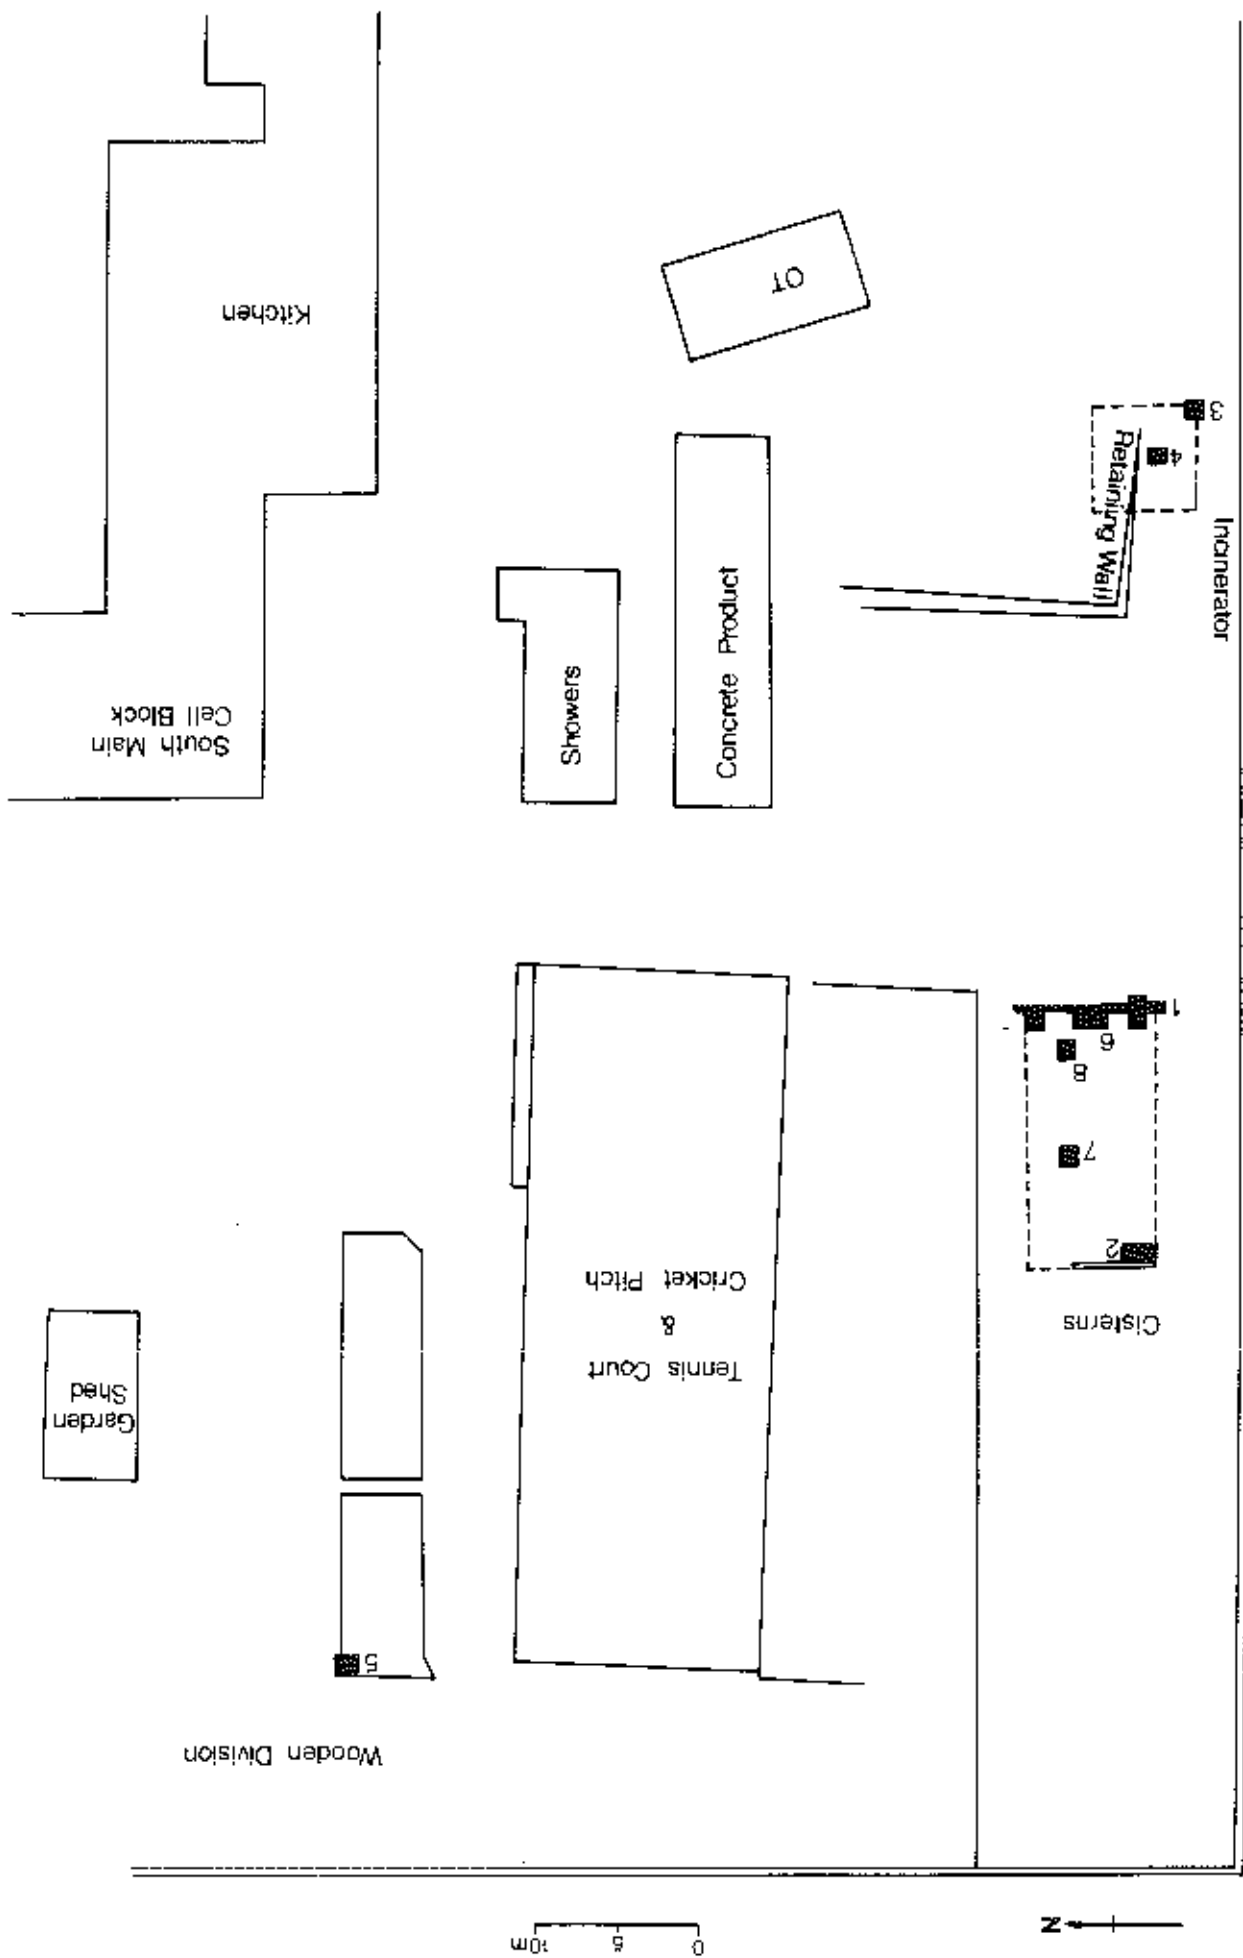 Kitchen
OT
3
4
Retaining Wall
Incinerator
South Main
Cell Block
Showers
Concrete Product
1
6
8
7
2
Cisterns
Tennis Court
&
Cricket Pitch
Garden
Shed
5
Wooden Division
0
5
10m
N